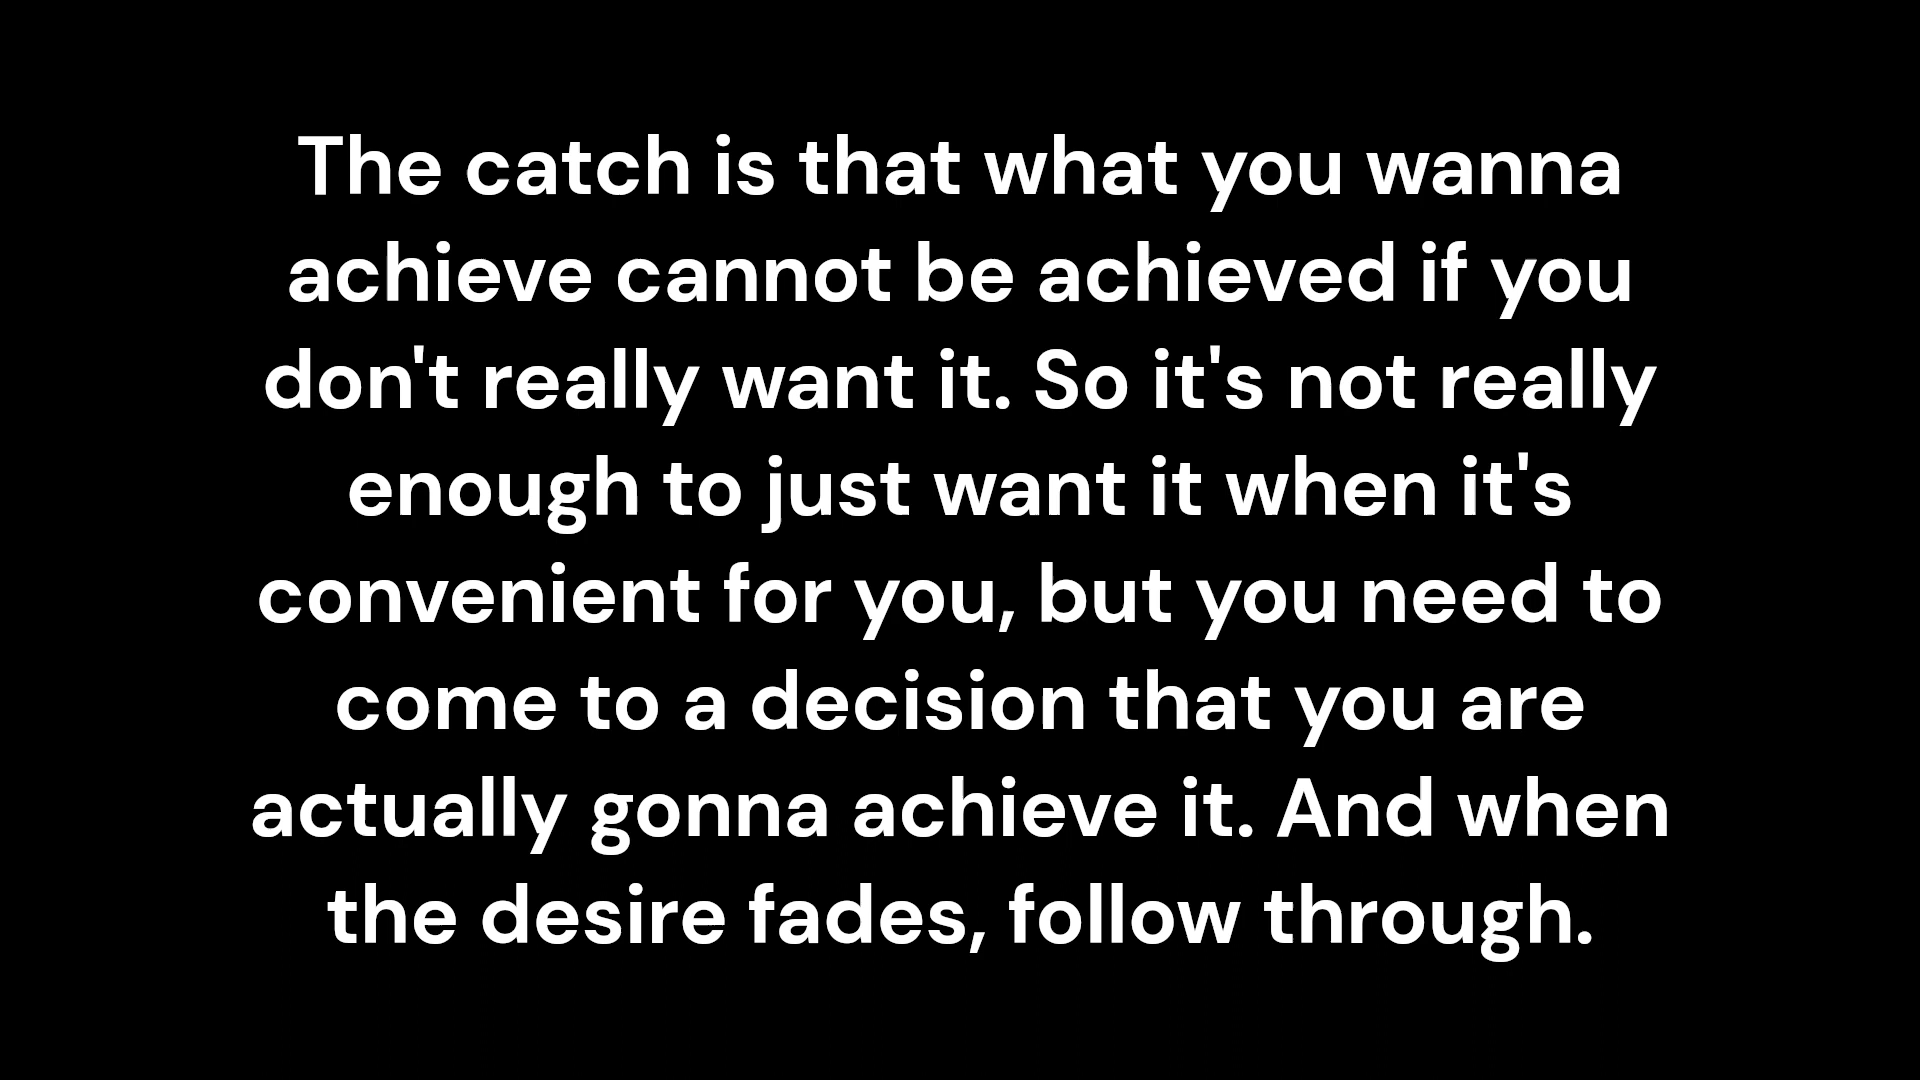 The catch is that what you wanna
achieve cannot be achieved if you
don't really want it. So it's not really
enough to just want it when it's
convenient for you, but you need to
come to a decision that you are
actually gonna achieve it. And when
the desire fades, follow through.